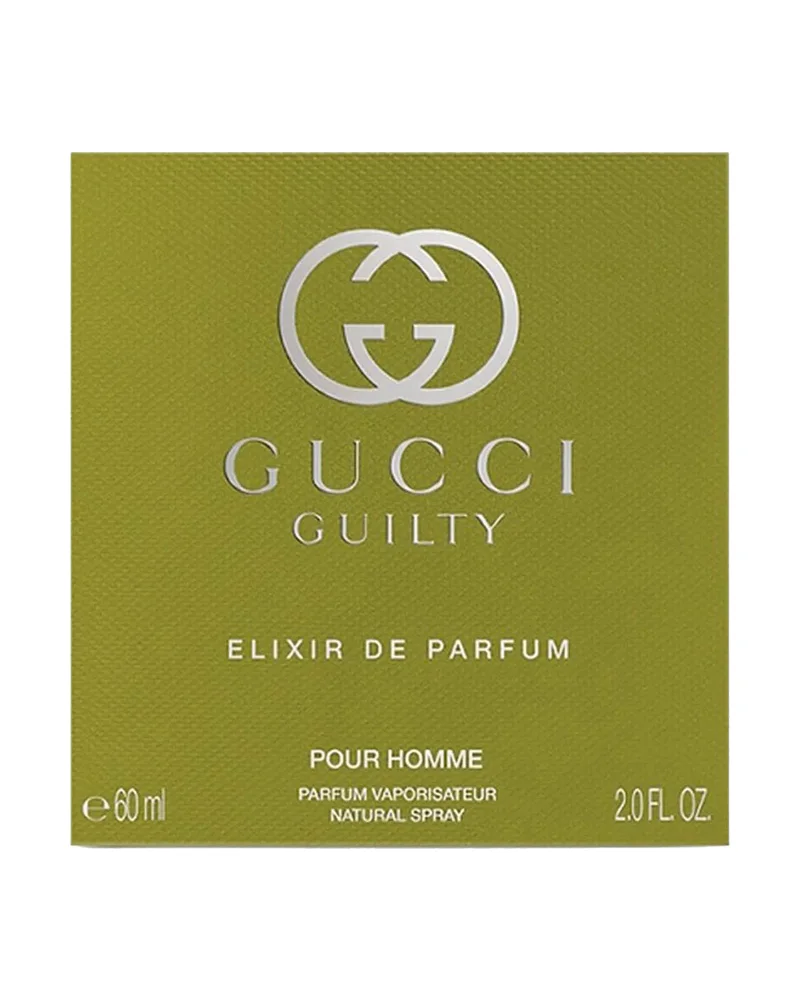 GUCCI
GUILTY
ELIXIR DE PARFUM
POUR HOMME
PARFUM VAPORISATEUR
NATURAL SPRAY
℮60 ml
2.0 FL. OZ.